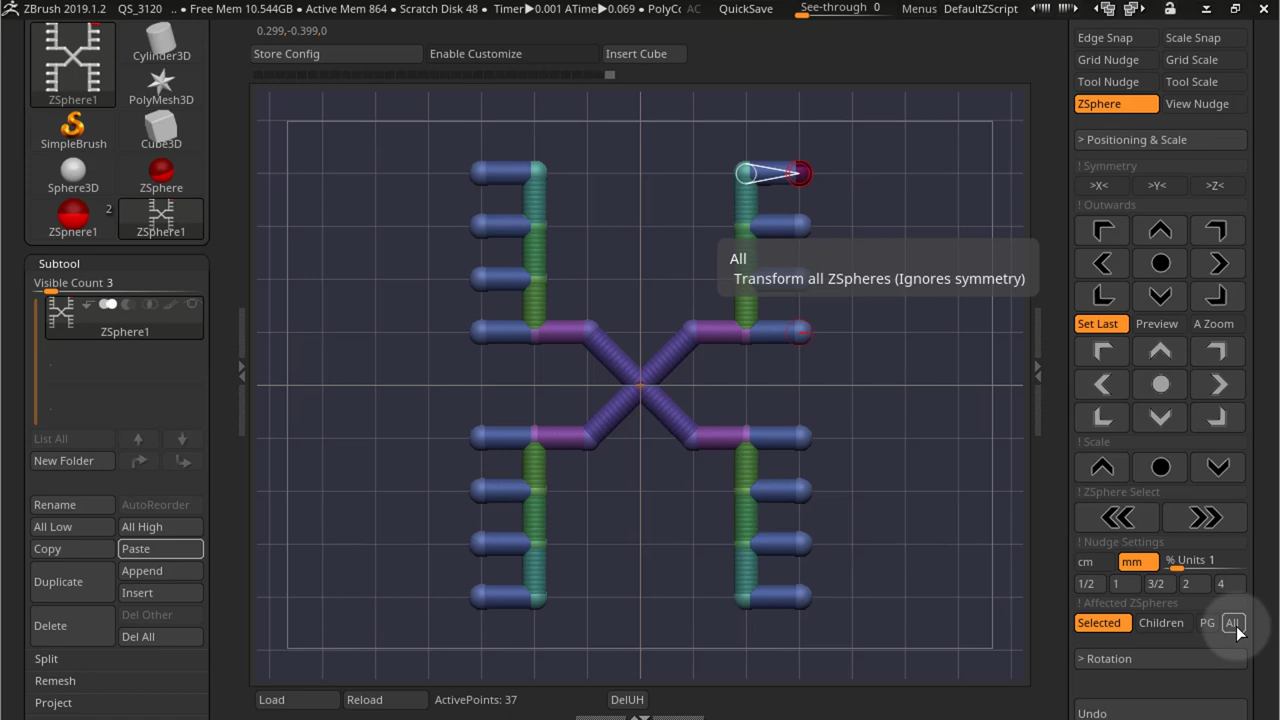 ZBrush 2019.1.2 QS_3120 .. • Free Mem 10.544GB • Active Mem 864 • Scratch Disk 48 • Timer▶0.001 ATime▶0.069 • PolyCo AC QuickSave See-through 0 Menus DefaultZScript
ZSphere1
Cylinder3D
PolyMesh3D
SimpleBrush
Cube3D
Sphere3D
ZSphere
2
ZSphere1
ZSphere1
Subtool
Visible Count 3
ZSphere1
List All
New Folder
Rename AutoReorder
All Low All High
Copy Paste
Duplicate Append
Insert
Delete Del Other
Del All
Split
Remesh
Project
0.299,-0.399,0
Store Config Enable Customize Insert Cube
All
Transform all ZSpheres (Ignores symmetry)
Load Reload ActivePoints: 37 DelUH
Edge Snap Scale Snap
Grid Nudge Grid Scale
Tool Nudge Tool Scale
ZSphere View Nudge
> Positioning & Scale
! Symmetry
>X< >Y< >Z<
! Outwards
Set Last Preview A Zoom
! Scale
! ZSphere Select
! Nudge Settings
cm mm % Units 1
1/2 1 3/2 2 4
! Affected ZSpheres
Selected Children PG All
> Rotation
Undo